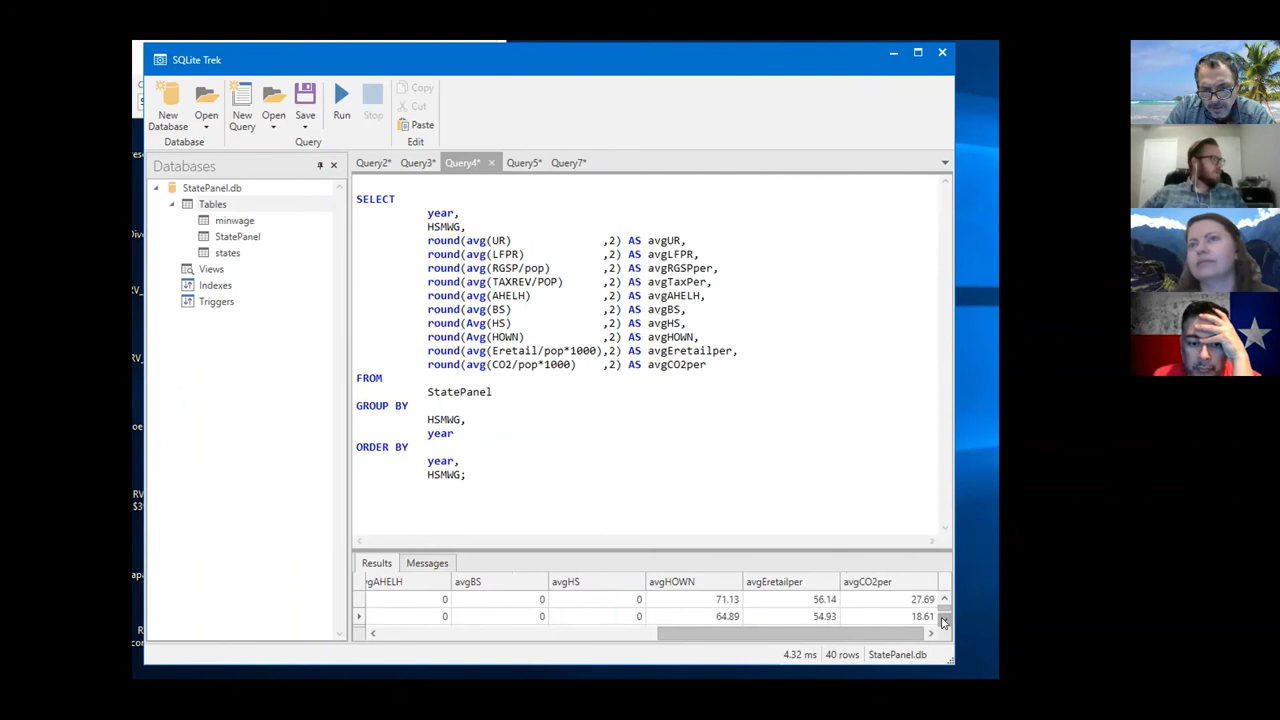 SQLite Trek
New Database
Open
New Query
Open
Save
Run
Stop
Copy
Cut
Paste
Database
Query
Edit
Databases
Query2* Query3* Query4* Query5* Query7*
StatePanel.db
Tables
minwage
StatePanel
states
Views
Indexes
Triggers
SELECT
year,
HSMWG,
round(avg(UR) ,2) AS avgUR,
round(avg(LFPR) ,2) AS avgLFPR,
round(avg(RGSP/pop) ,2) AS avgRGSPper,
round(avg(TAXREV/POP) ,2) AS avgTaxPer,
round(avg(AHELH) ,2) AS avgAHELH,
round(avg(BS) ,2) AS avgBS,
round(Avg(HS) ,2) AS avgHS,
round(Avg(HOWN) ,2) AS avgHOWN,
round(avg(Eretail/pop*1000),2) AS avgEretailper,
round(avg(CO2/pop*1000) ,2) AS avgCO2per
FROM
StatePanel
GROUP BY
HSMWG,
year
ORDER BY
year,
HSMWG;
Results Messages
vgAHELH avgBS avgHS avgHOWN avgEretailper avgCO2per
0 0 0 71.13 56.14 27.69
0 0 0 64.89 54.93 18.61
4.32 ms 40 rows StatePanel.db